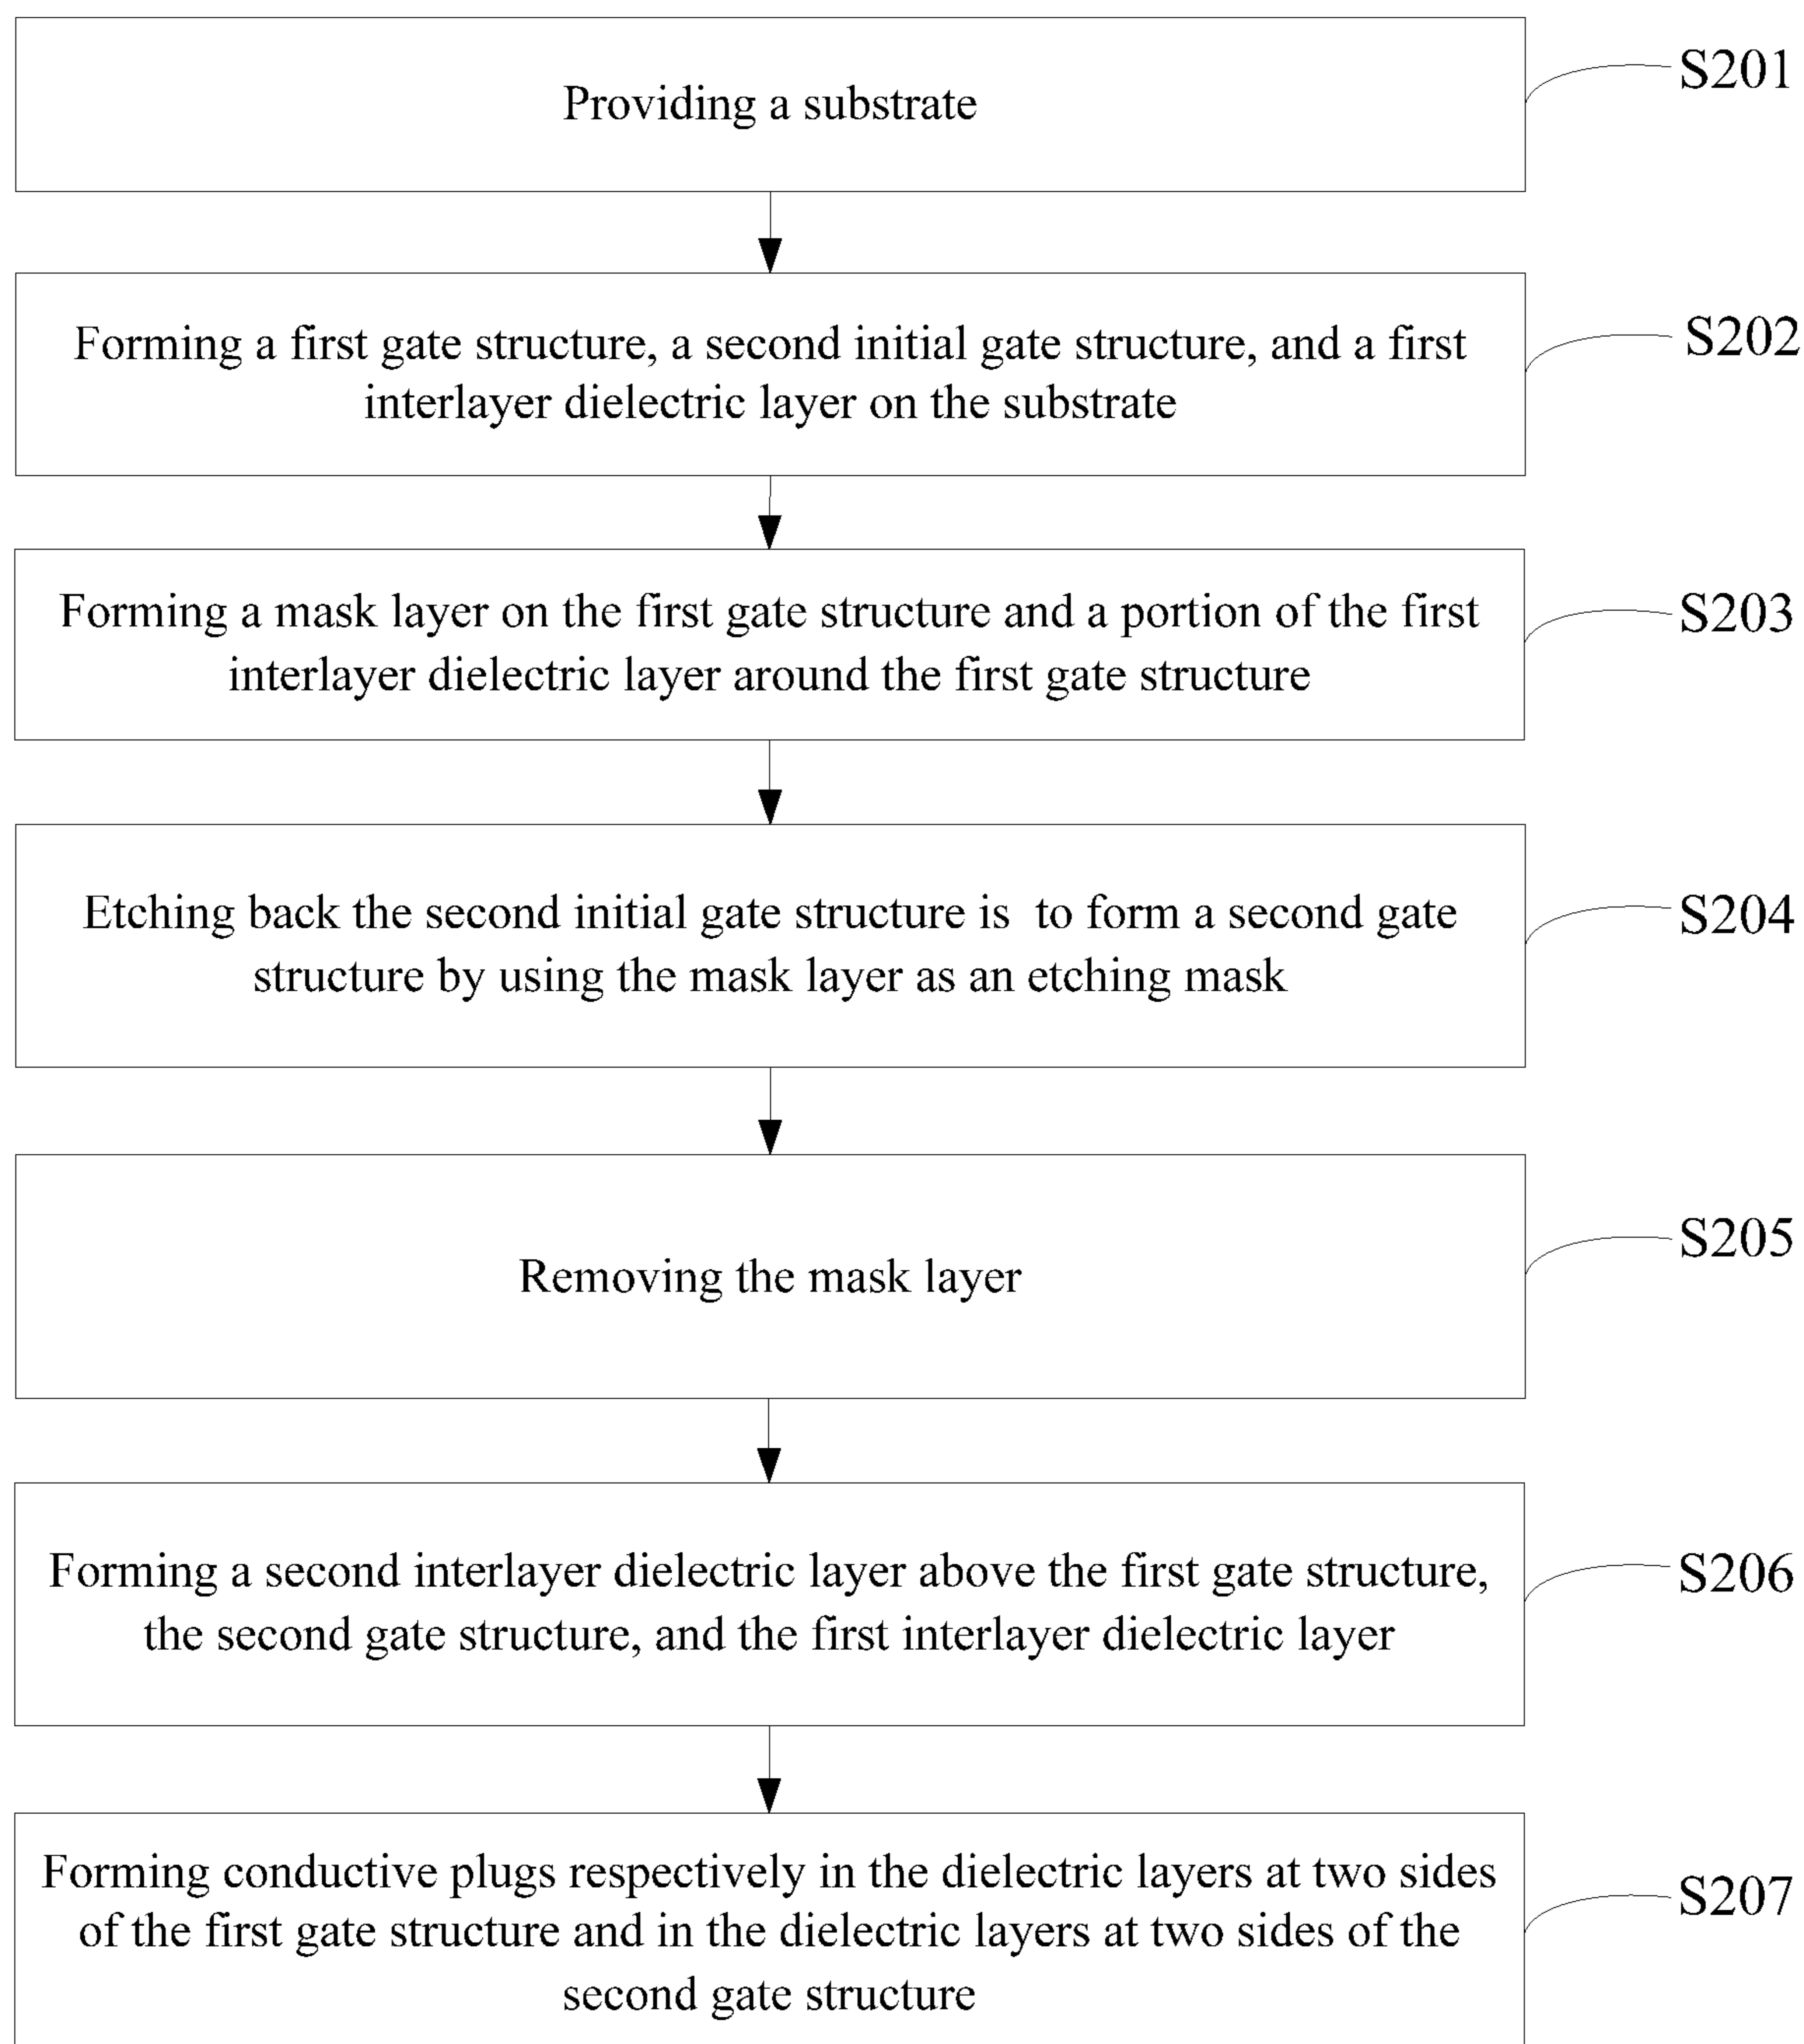 Providing a substrate
S201
Forming a first gate structure, a second initial gate structure, and a first
interlayer dielectric layer on the substrate
S202
Forming a mask layer on the first gate structure and a portion of the first
interlayer dielectric layer around the first gate structure
S203
Etching back the second initial gate structure is  to form a second gate
structure by using the mask layer as an etching mask
S204
Removing the mask layer
S205
Forming a second interlayer dielectric layer above the first gate structure,
the second gate structure, and the first interlayer dielectric layer
S206
Forming conductive plugs respectively in the dielectric layers at two sides
of the first gate structure and in the dielectric layers at two sides of the
second gate structure
S207